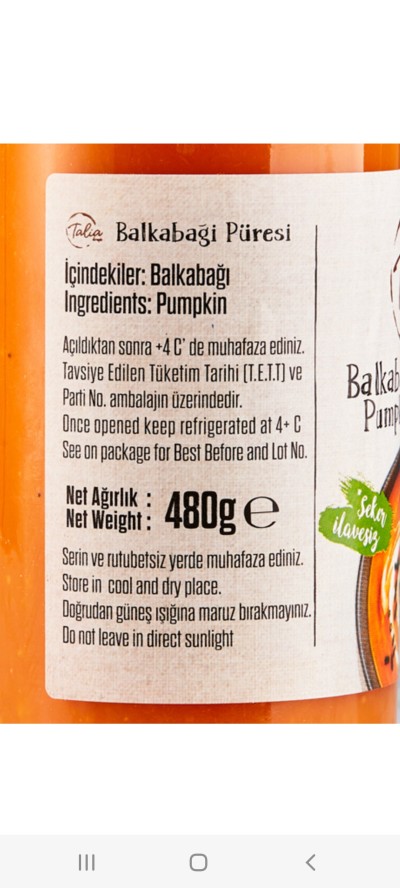 Talia
Balkabaği Püresi
İçindekiler: Balkabağı
Ingredients: Pumpkin
Açıldıktan sonra +4 C' de muhafaza ediniz.
Tavsiye Edilen Tüketim Tarihi (T.E.T.T) ve
Parti No. ambalajın üzerindedir.
Once opened keep refrigerated at 4+ C
See on package for Best Before and Lot No.
Net Ağırlık :
Net Weight : 480g ℮
Serin ve rutubetsiz yerde muhafaza ediniz.
Store in cool and dry place.
Doğrudan güneş ışığına maruz bırakmayınız.
Do not leave in direct sunlight
"Şeker
ilavesiz